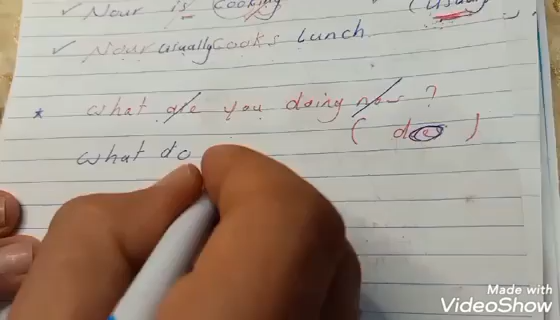 ✓ Nour is cooking (usually
✓ Nour usually cooks Lunch
* What are you doing now ?
( do )
What do
Made with
VideoShow